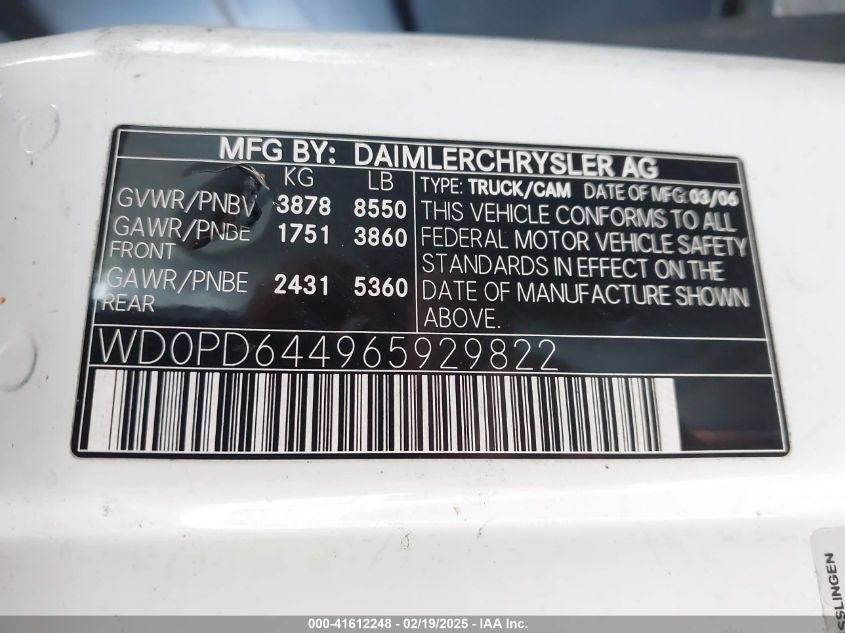 MFG BY: DAIMLERCHRYSLER AG
KG LB
GVWR/PNBV 3878 8550
GAWR/PNBE 1751 3860
FRONT
GAWR/PNBE 2431 5360
REAR
TYPE: TRUCK/CAM DATE OF MFG: 03/06
THIS VEHICLE CONFORMS TO ALL
FEDERAL MOTOR VEHICLE SAFETY
STANDARDS IN EFFECT ON THE
DATE OF MANUFACTURE SHOWN
ABOVE.
WD0PD644965929822
SSLINGEN
000-41612248 - 02/19/2025 - IAA Inc.